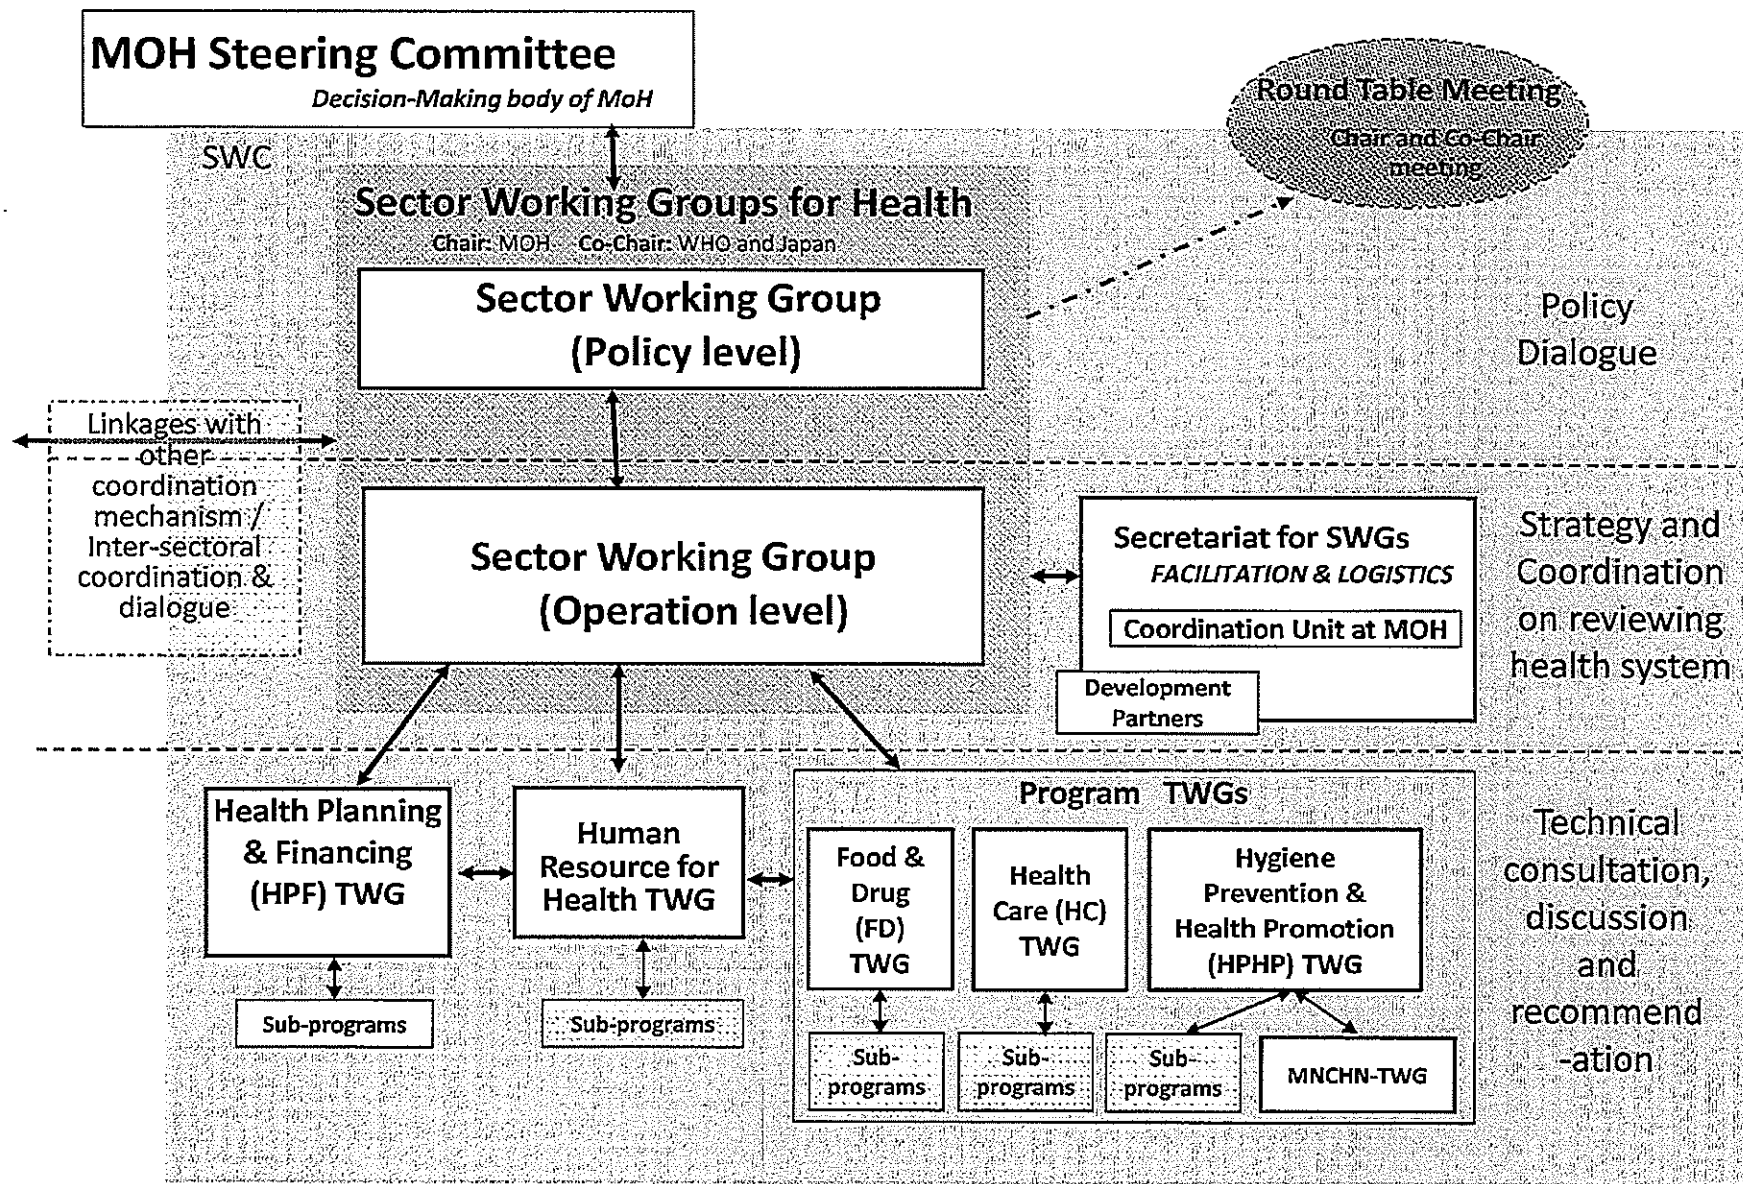 MOH Steering Committee
Decision-Making body of MoH
Round Table Meeting
Chair and Co-Chair
meeting
SWC
Sector Working Groups for Health
Chair: MOH Co-Chair: WHO and Japan
Sector Working Group
(Policy level)
Policy
Dialogue
Linkages with
other
coordination
mechanism /
Inter-sectoral
coordination &
dialogue
Sector Working Group
(Operation level)
Secretariat for SWGs
FACILITATION & LOGISTICS
Coordination Unit at MOH
Development
Partners
Strategy and
Coordination
on reviewing
health system
Health Planning
& Financing
(HPF) TWG
Sub-programs
Human
Resource for
Health TWG
Sub-programs
Program TWGs
Food &
Drug
(FD)
TWG
Sub-
programs
Health
Care (HC)
TWG
Sub-
programs
Hygiene
Prevention &
Health Promotion
(HPHP) TWG
Sub-
programs
MNCHN-TWG
Technical
consultation,
discussion
and
recommend
-ation